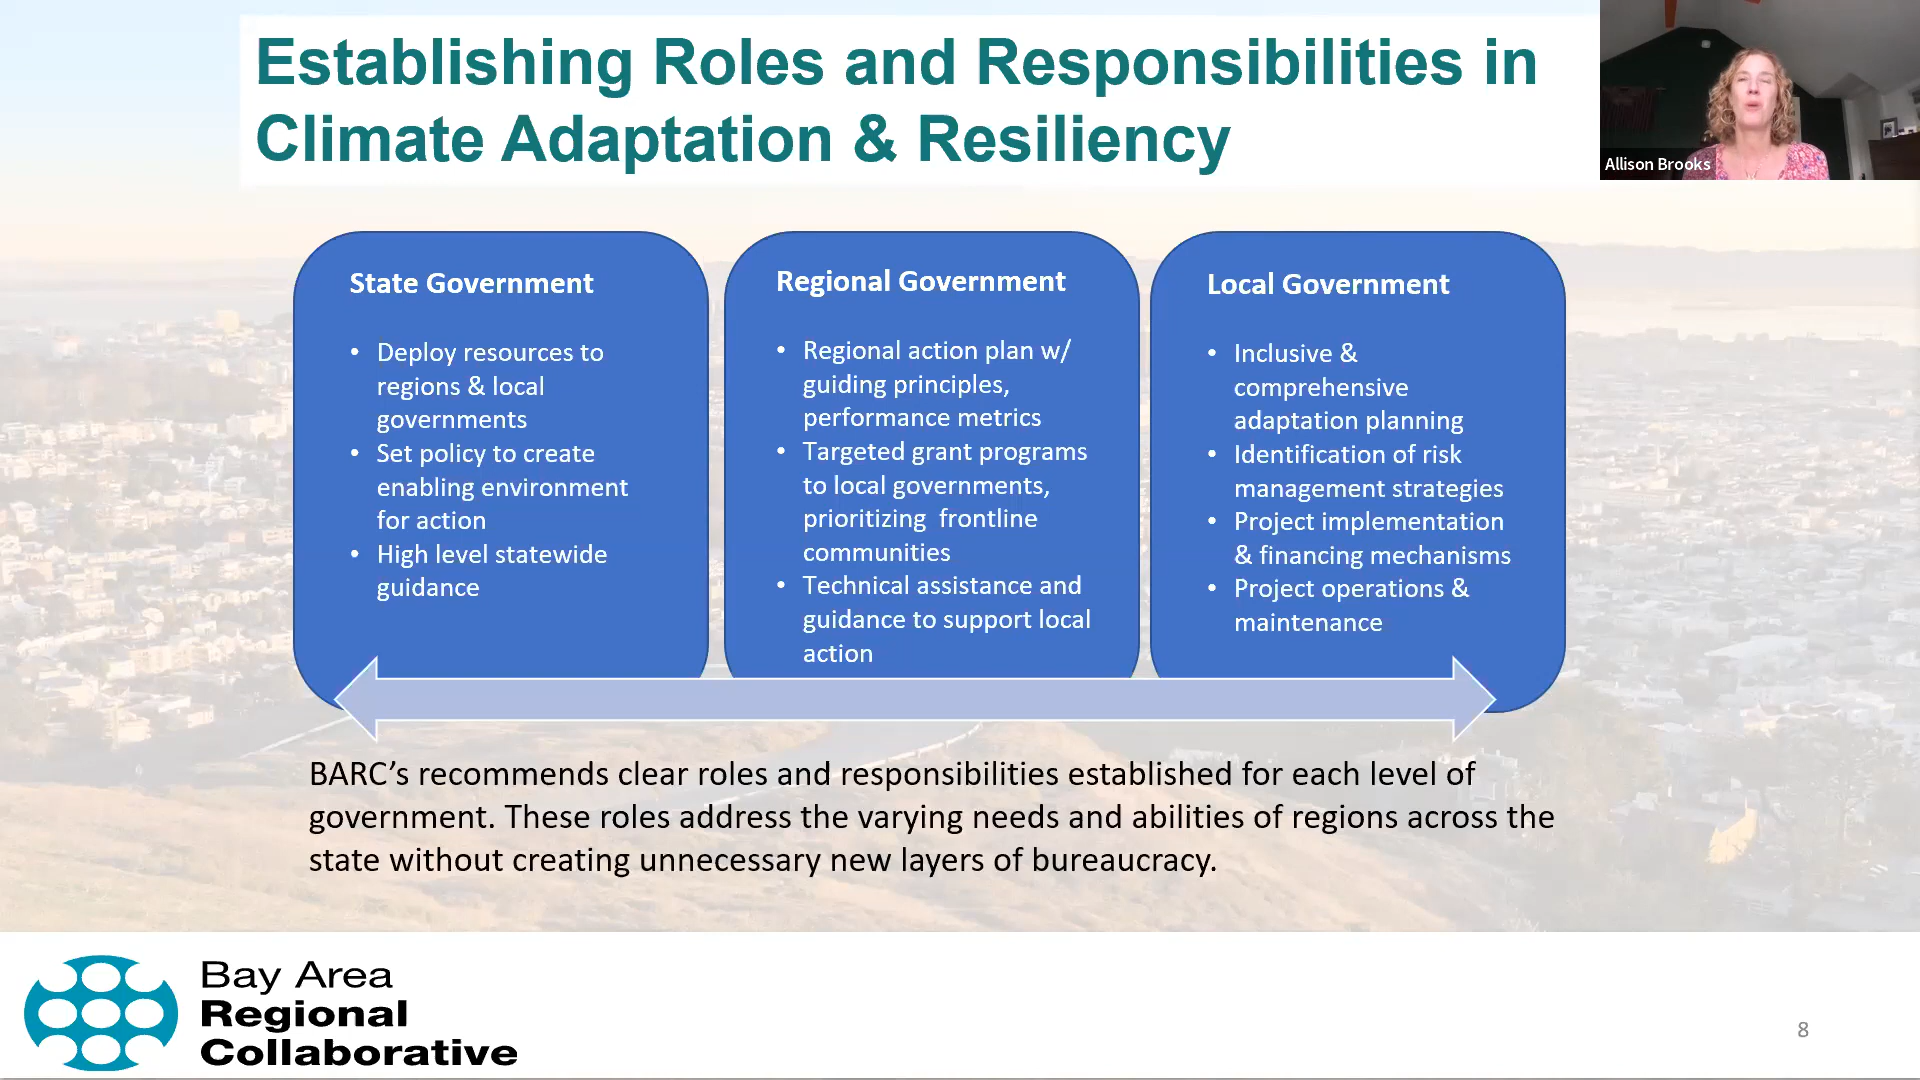 Establishing Roles and Responsibilities in
Climate Adaptation & Resiliency
Allison Brooks
State Government
• Deploy resources to
regions & local
governments
• Set policy to create
enabling environment
for action
• High level statewide
guidance
Regional Government
• Regional action plan w/
guiding principles,
performance metrics
• Targeted grant programs
to local governments,
prioritizing frontline
communities
• Technical assistance and
guidance to support local
action
Local Government
• Inclusive &
comprehensive
adaptation planning
• Identification of risk
management strategies
• Project implementation
& financing mechanisms
• Project operations &
maintenance
BARC’s recommends clear roles and responsibilities established for each level of
government. These roles address the varying needs and abilities of regions across the
state without creating unnecessary new layers of bureaucracy.
Bay Area
Regional
Collaborative
8